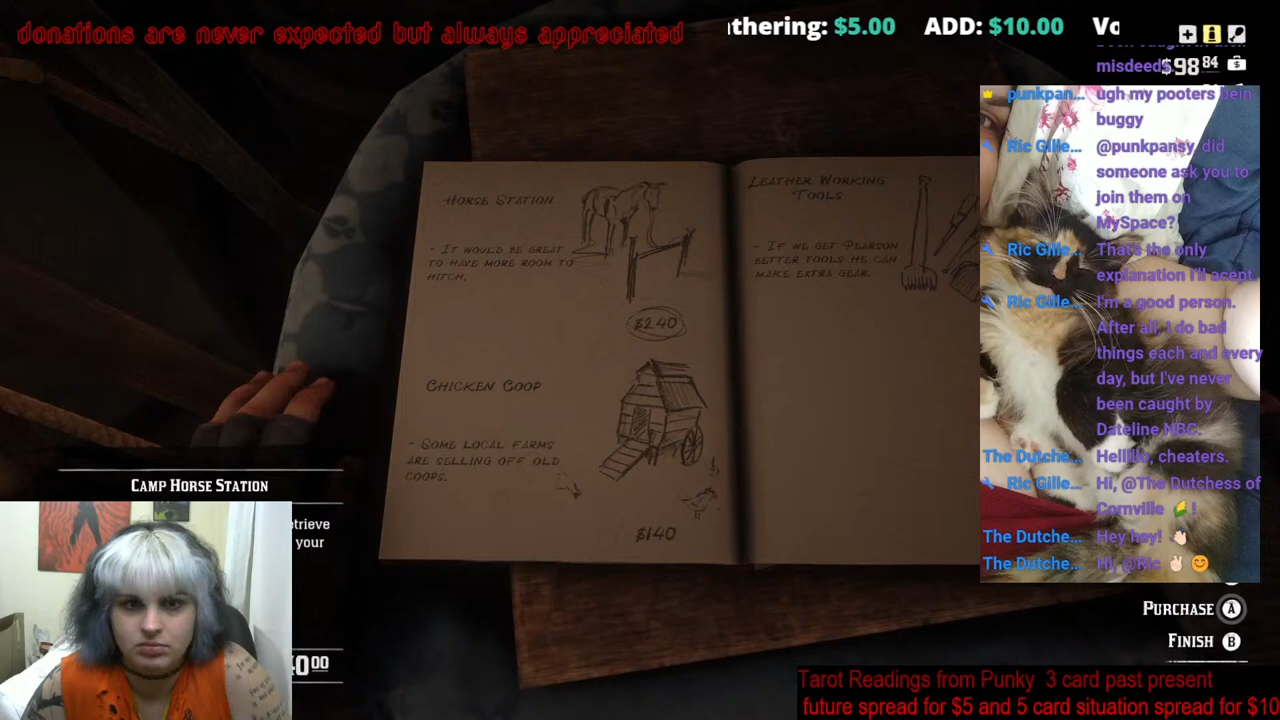 donations are never expected but always appreciated
thering: $5.00 ADD: $10.00
misdeeds.
$98 84
punkpan... ugh my pooters bein
buggy
Ric Gille... @punkpansy did
someone ask you to
join them on
MySpace?
Ric Gille... That's the only
explanation I'll acept.
Ric Gille... I'm a good person.
After all, I do bad
things each and every
day, but I've never
been caught by
Dateline NBC.
The Dutche... Hellllo, cheaters.
Ric Gille... Hi, @The Dutchess of
Cornville 🌽!
The Dutche... Hey hey! 👋🏻
The Dutche... Hi, @Ric ✌🏻 😊
Horse Station
- It would be great
to have more room to
hitch.
$240
Chicken Coop
- Some local farms
are selling off old
coops.
$140
Leather Working
Tools
- If we get Pearson
better tools he can
make extra gear.
Camp Horse Station
etrieve
your
0 00
Purchase A
Finish B
Tarot Readings from Punky 3 card past present
future spread for $5 and 5 card situation spread for $10